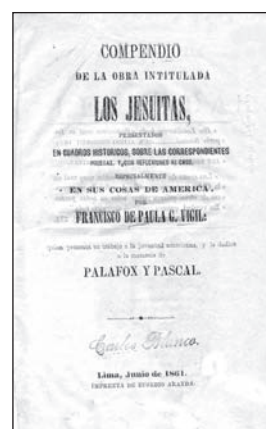 COMPENDIO
DE LA OBRA INTITULADA
LOS JESUITAS,
PRESENTADOS
EN CUADROS HISTORICOS, SOBRE LAS CORRESPONDIENTES
PRUEBAS, Y CON REFLEXIONES AL CASO,
ESPECIALMENTE
EN SUS COSAS DE AMERICA,
POR
FRANCISCO DE PAULA G. VIGIL:
Quien presenta su trabajo a la juventud americana, y lo dedica
a la memoria de
PALAFOX Y PASCAL.
Carlos Blanco.
Lima, Junio de 1861.
IMPRENTA DE EUGENIO ARANDA.